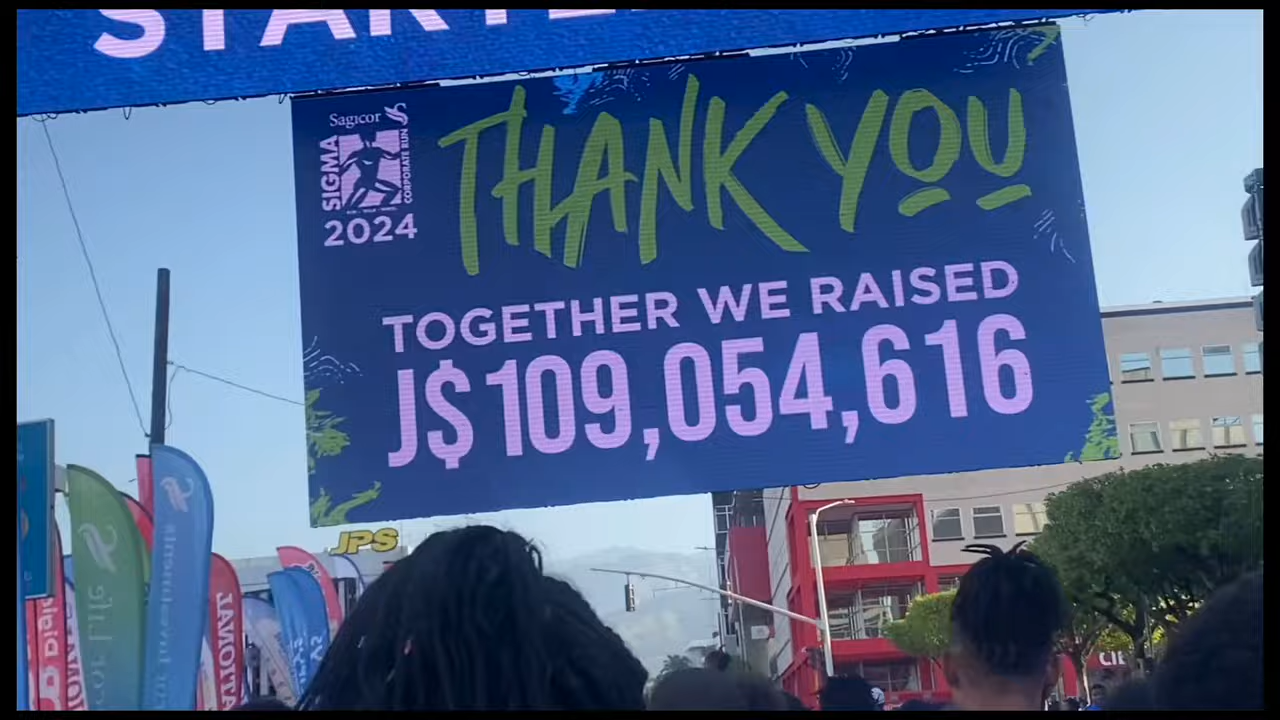 Sagicor
SIGMA
CORPORATE RUN
2024
THANK YOU
TOGETHER WE RAISED
J$109,054,616
JPS